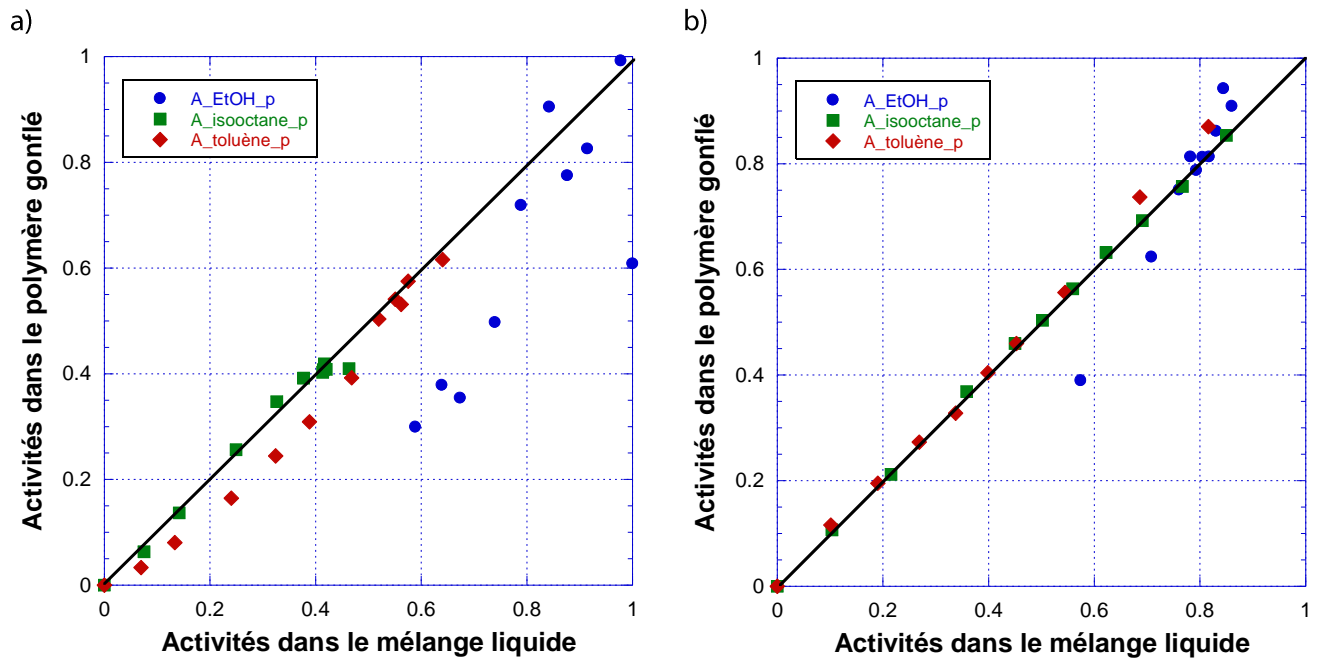 a)
Activités dans le polymère gonflé
1
0.8
0.6
0.4
0.2
0
A_EtOH_p
A_isooctane_p
A_toluène_p
0
0.2
0.4
0.6
0.8
1
Activités dans le mélange liquide
b)
Activités dans le polymère gonflé
1
0.8
0.6
0.4
0.2
0
A_EtOH_p
A_isooctane_p
A_toluène_p
0
0.2
0.4
0.6
0.8
1
Activités dans le mélange liquide